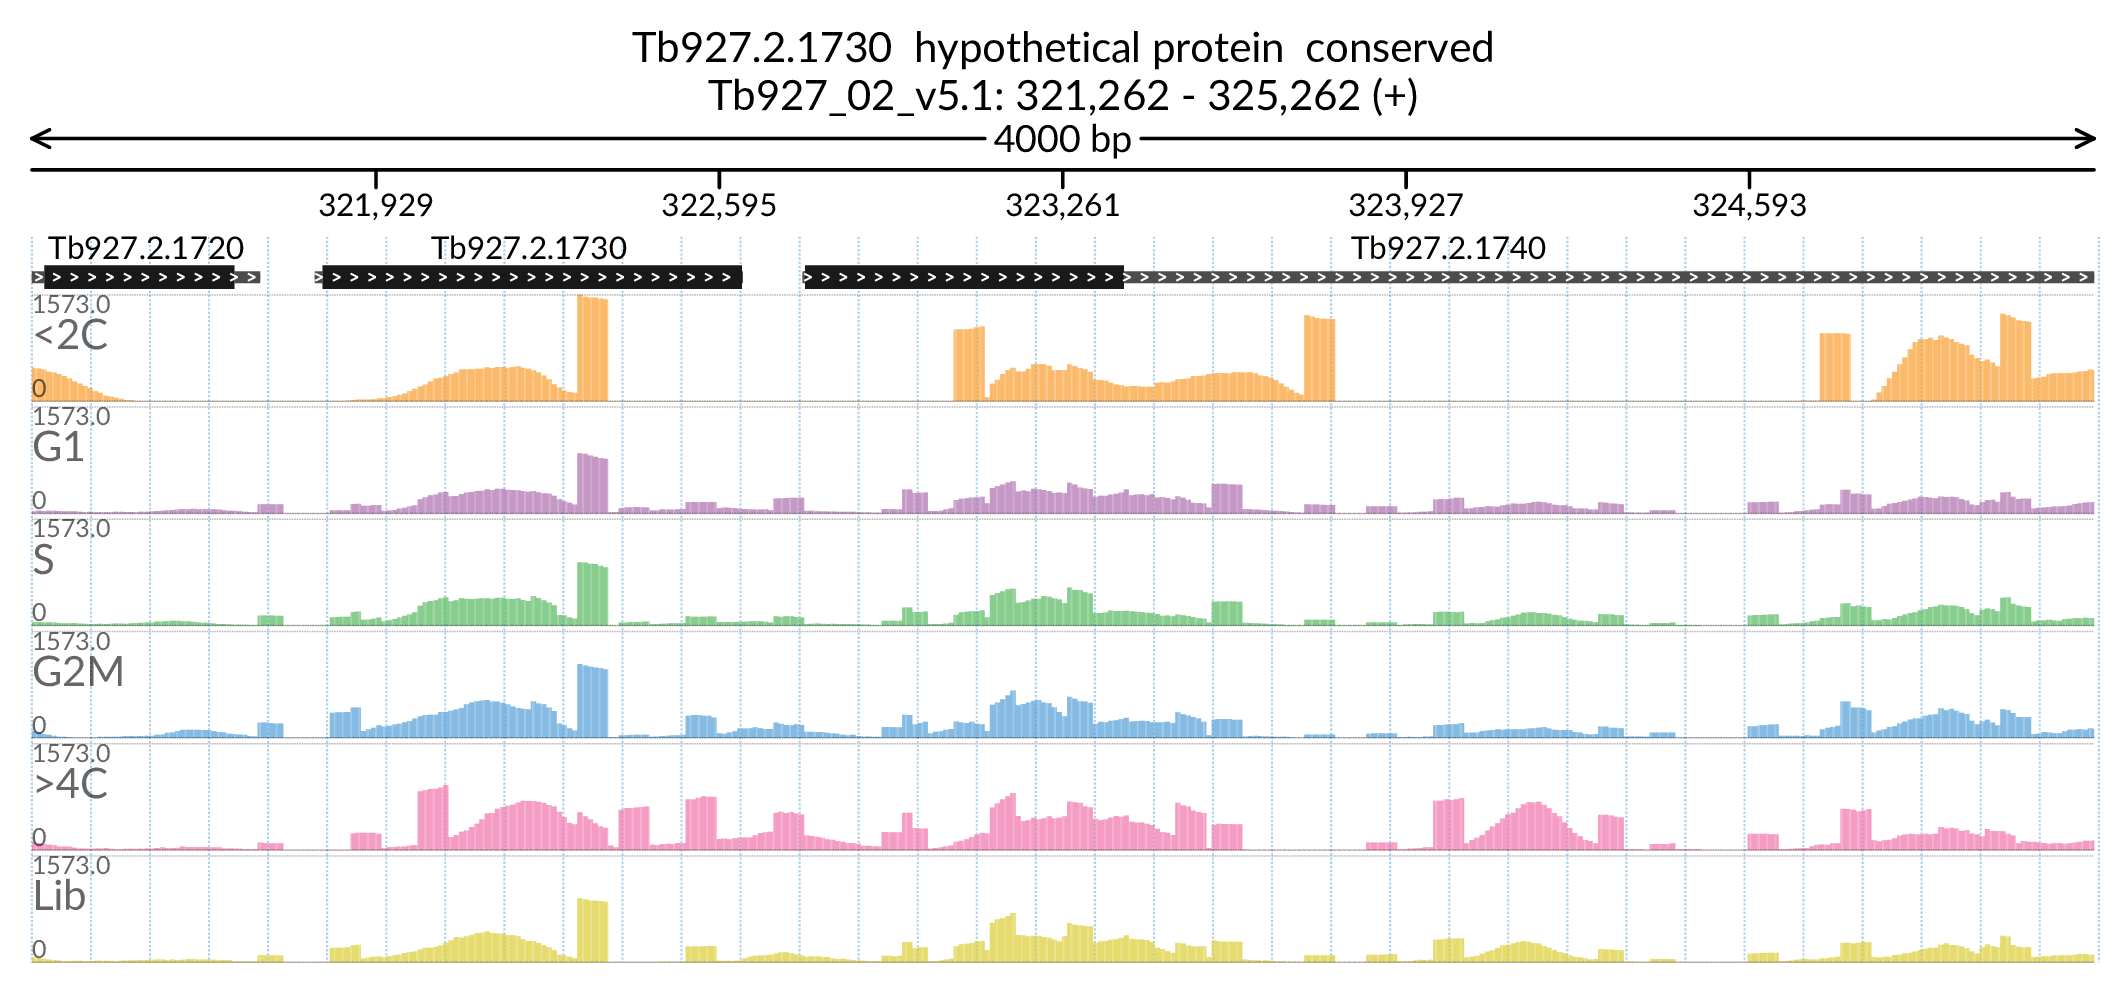 Tb927.2.1730  hypothetical protein  conserved
Tb927_02_v5.1: 321,262 - 325,262 (+)
4000 bp
321,929 322,595 323,261 323,927 324,593
Tb927.2.1720 Tb927.2.1730 Tb927.2.1740
1573.0
<2C
0
1573.0
G1
0
1573.0
S
0
1573.0
G2M
0
1573.0
>4C
0
1573.0
Lib
0